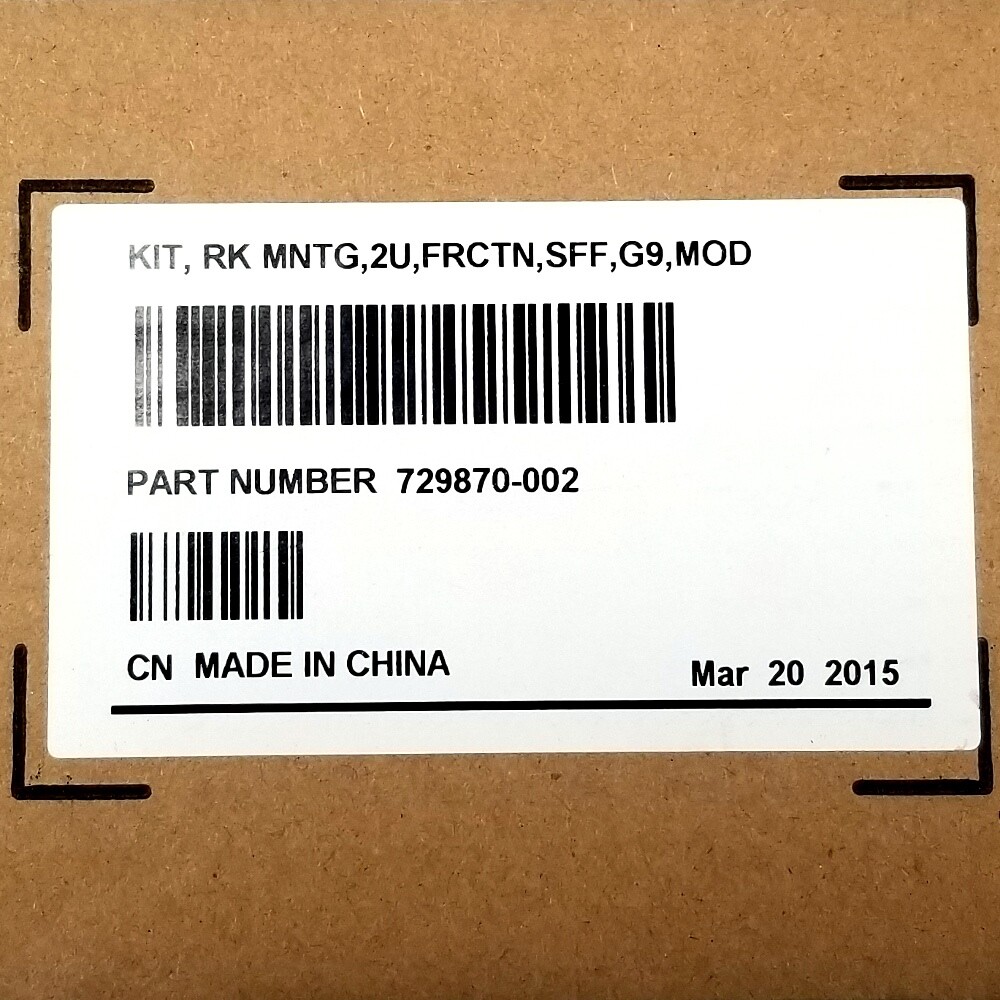 KIT, RK MNTG,2U,FRCTN,SFF,G9,MOD
PART NUMBER 729870-002
CN MADE IN CHINA
Mar 20 2015